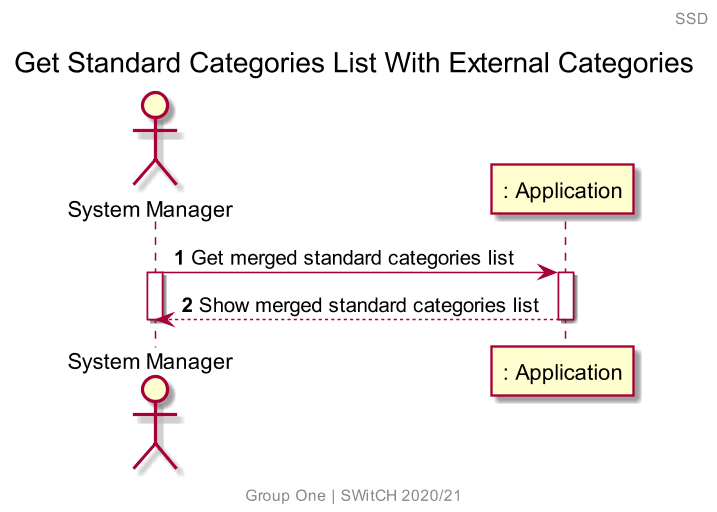 SSD
Get Standard Categories List With External Categories
System Manager
: Application
1 Get merged standard categories list
2 Show merged standard categories list
System Manager
: Application
Group One | SWitCH 2020/21